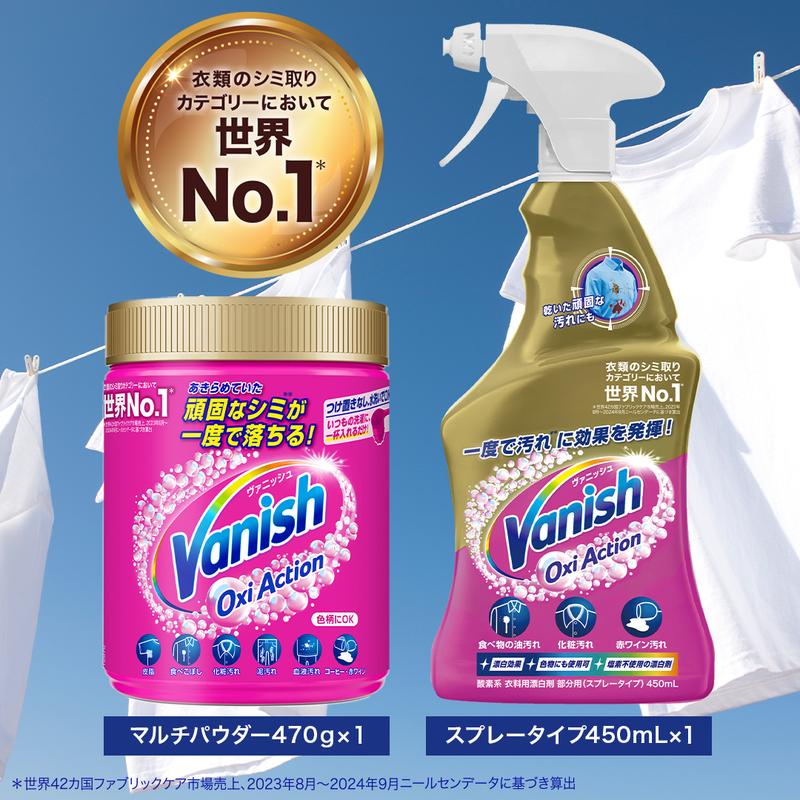 衣類のシミ取り
カテゴリーにおいて
世界
No.1*
乾いた頑固な
汚れにも
衣類のシミ取り
カテゴリーにおいて
世界No.1*
一度で汚れに効果を発揮!
ヴァニッシュ
Vanish
Oxi Action
食べ物の油汚れ
化粧汚れ
赤ワイン汚れ
漂白効果
色物にも使用可
塩素不使用の漂白剤
酸素系 衣料用漂白剤 部分用(スプレータイプ) 450mL
世界No.1*
あきらめていた
頑固なシミが
一度で落ちる!
いつもの洗濯に
一杯入れるだけ!
ヴァニッシュ
Vanish
Oxi Action
色柄にOK
皮脂
食べこぼし
化粧汚れ
泥汚れ
血液汚れ
コーヒー・赤ワイン
マルチパウダー470g×1
スプレータイプ450mL×1
*世界42カ国ファブリックケア市場売上、2023年8月~2024年9月ニールセンデータに基づき算出